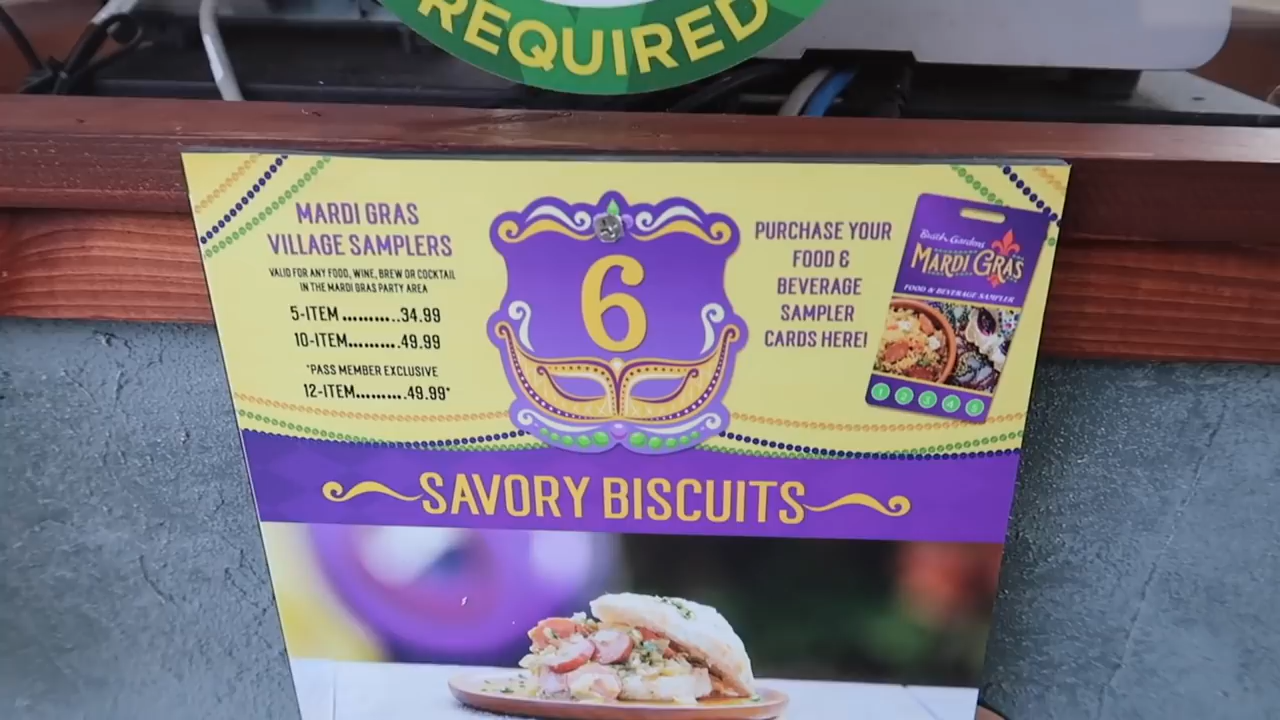 REQUIRED
MARDI GRAS
VILLAGE SAMPLERS
VALID FOR ANY FOOD, WINE, BREW OR COCKTAIL
IN THE MARDI GRAS PARTY AREA
5-ITEM...........34.99
10-ITEM..........49.99
*PASS MEMBER EXCLUSIVE
12-ITEM..........49.99*
6
PURCHASE YOUR
FOOD &
BEVERAGE
SAMPLER
CARDS HERE!
Busch Gardens
MARDI GRAS
FOOD & BEVERAGE SAMPLER
1 2 3 4 5
SAVORY BISCUITS